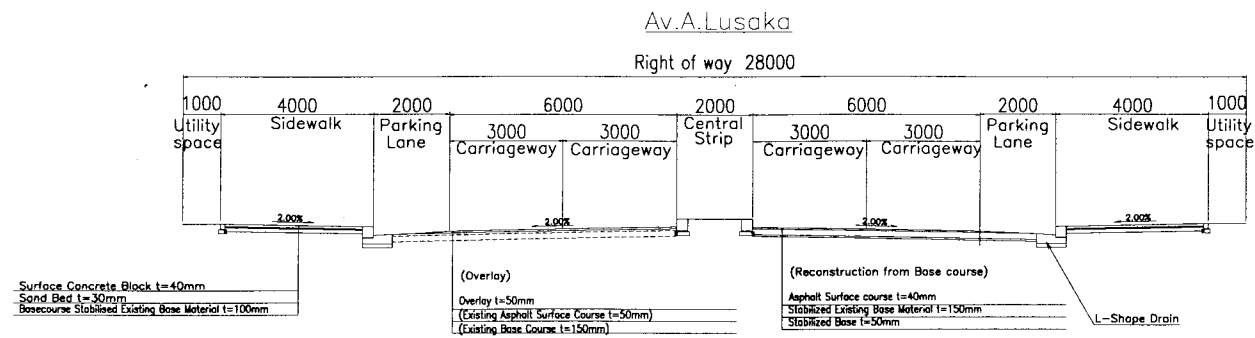 Av.A.Lusaka
Right of way 28000
1000 4000 2000 6000 2000 6000 2000 4000 1000
Utility space
Sidewalk
Parking Lane
3000 3000
Carriageway Carriageway
Central Strip
3000 3000
Carriageway Carriageway
Parking Lane
Sidewalk
Utility space
2.00% 2.00% 2.00% 2.00%
Surface Concrete Block t=40mm
Sand Bed t=30mm
Basecourse Stabilised Existing Base Material t=100mm
(Overlay)
Overlay t=50mm
(Existing Asphalt Surface Course t=50mm)
(Existing Base Course t=150mm)
(Reconstruction from Base course)
Asphalt Surface course t=40mm
Stabilized Existing Base Material t=150mm
Stabilized Base t=50mm
L-Shape Drain